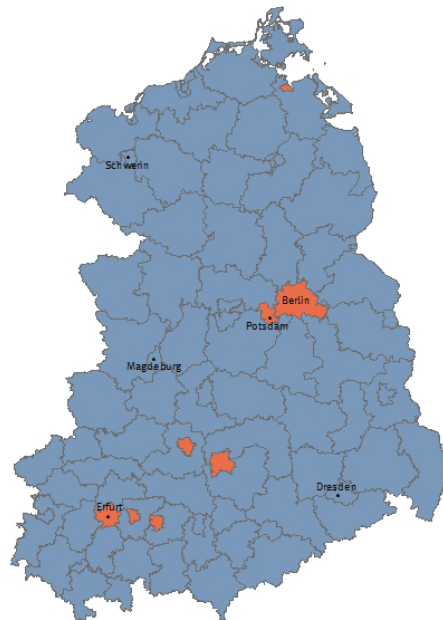 Schwerin
Berlin
Potsdam
Magdeburg
Dresden
Erfurt